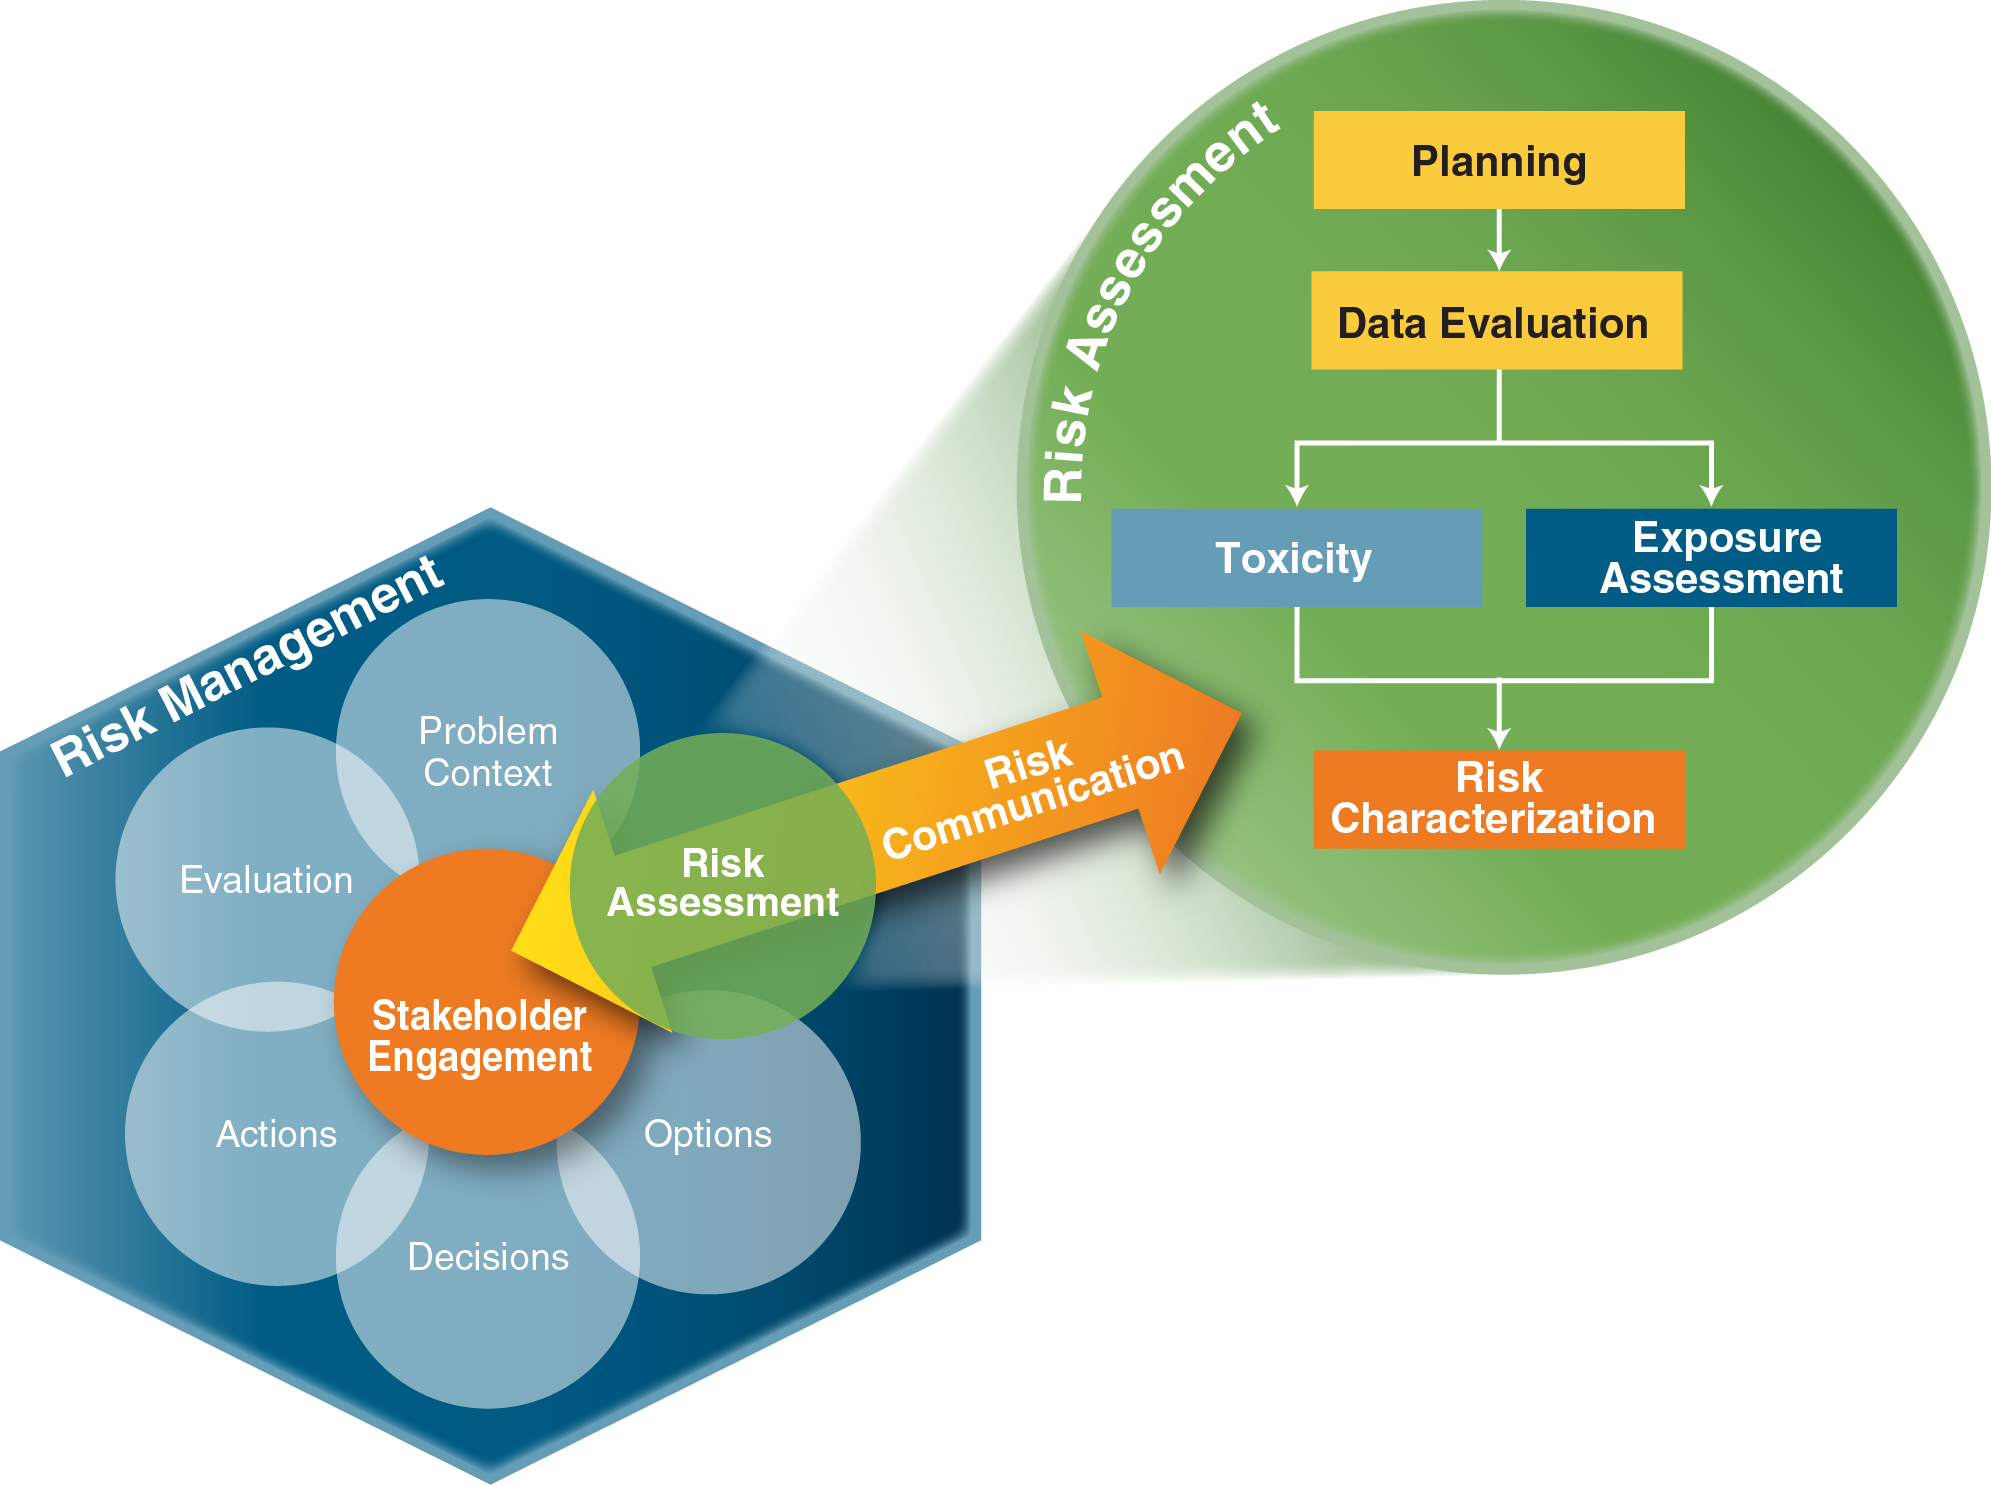 Risk Management
Problem
Context
Evaluation
Risk
Assessment
Stakeholder
Engagement
Actions
Options
Decisions
Risk
Communication
Risk Assessment
Planning
Data Evaluation
Toxicity
Exposure
Assessment
Risk
Characterization